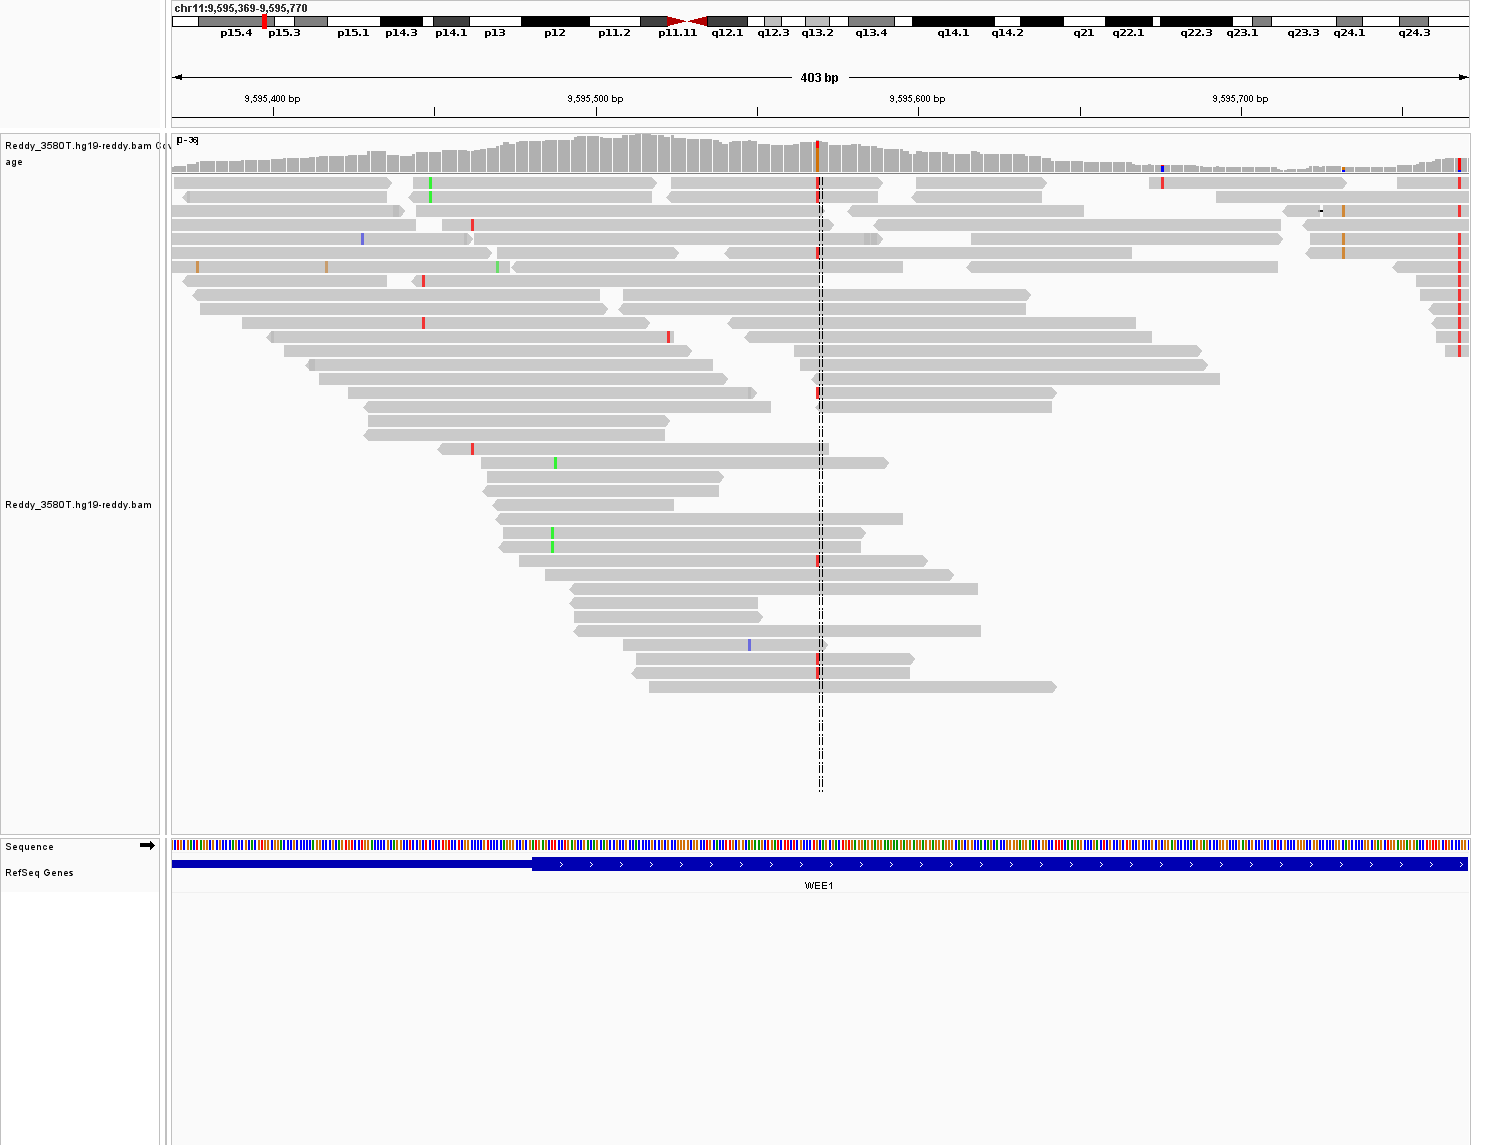 chr11:9,595,369-9,595,770
p15.4 p15.3 p15.1 p14.3 p14.1 p13 p12 p11.2 p11.11 q12.1 q12.3 q13.2 q13.4 q14.1 q14.2 q21 q22.1 q22.3 q23.1 q23.3 q24.1 q24.3
403 bp
9,595,400 bp 9,595,500 bp 9,595,600 bp 9,595,700 bp
Reddy_3580T.hg19-reddy.bam Cov
age
[0-36]
Reddy_3580T.hg19-reddy.bam
Sequence
RefSeq Genes
WEE1